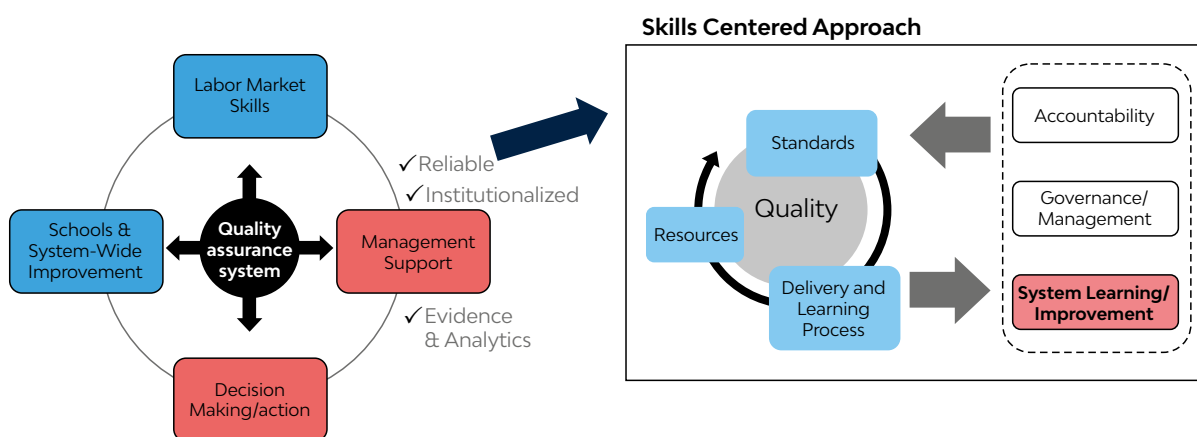 Skills Centered Approach
Labor Market
Skills
✓Reliable
✓Institutionalized
Quality
assurance
system
Schools &
System-Wide
Improvement
Management
Support
✓Evidence
& Analytics
Decision
Making/action
Standards
Quality
Resources
Delivery and
Learning
Process
Accountability
Governance/
Management
System Learning/
Improvement